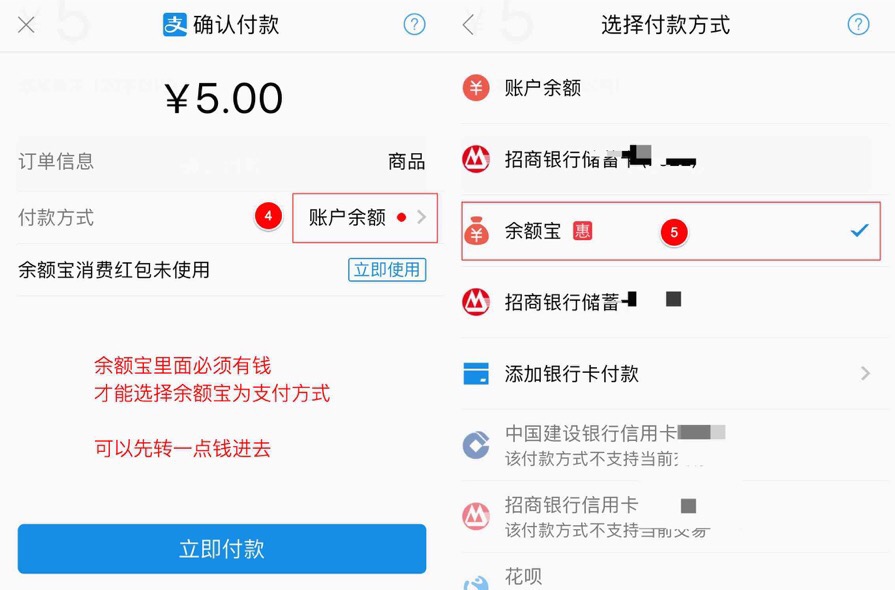 确认付款
?
¥5.00
订单信息
商品
付款方式
4
账户余额
余额宝消费红包未使用
立即使用
余额宝里面必须有钱
才能选择余额宝为支付方式
可以先转一点钱进去
立即付款
选择付款方式
?
账户余额
招商银行储蓄卡
余额宝 惠
5
招商银行储蓄
添加银行卡付款
中国建设银行信用卡
该付款方式不支持当前
招商银行信用卡
该付款方式不支持当前交易
花呗